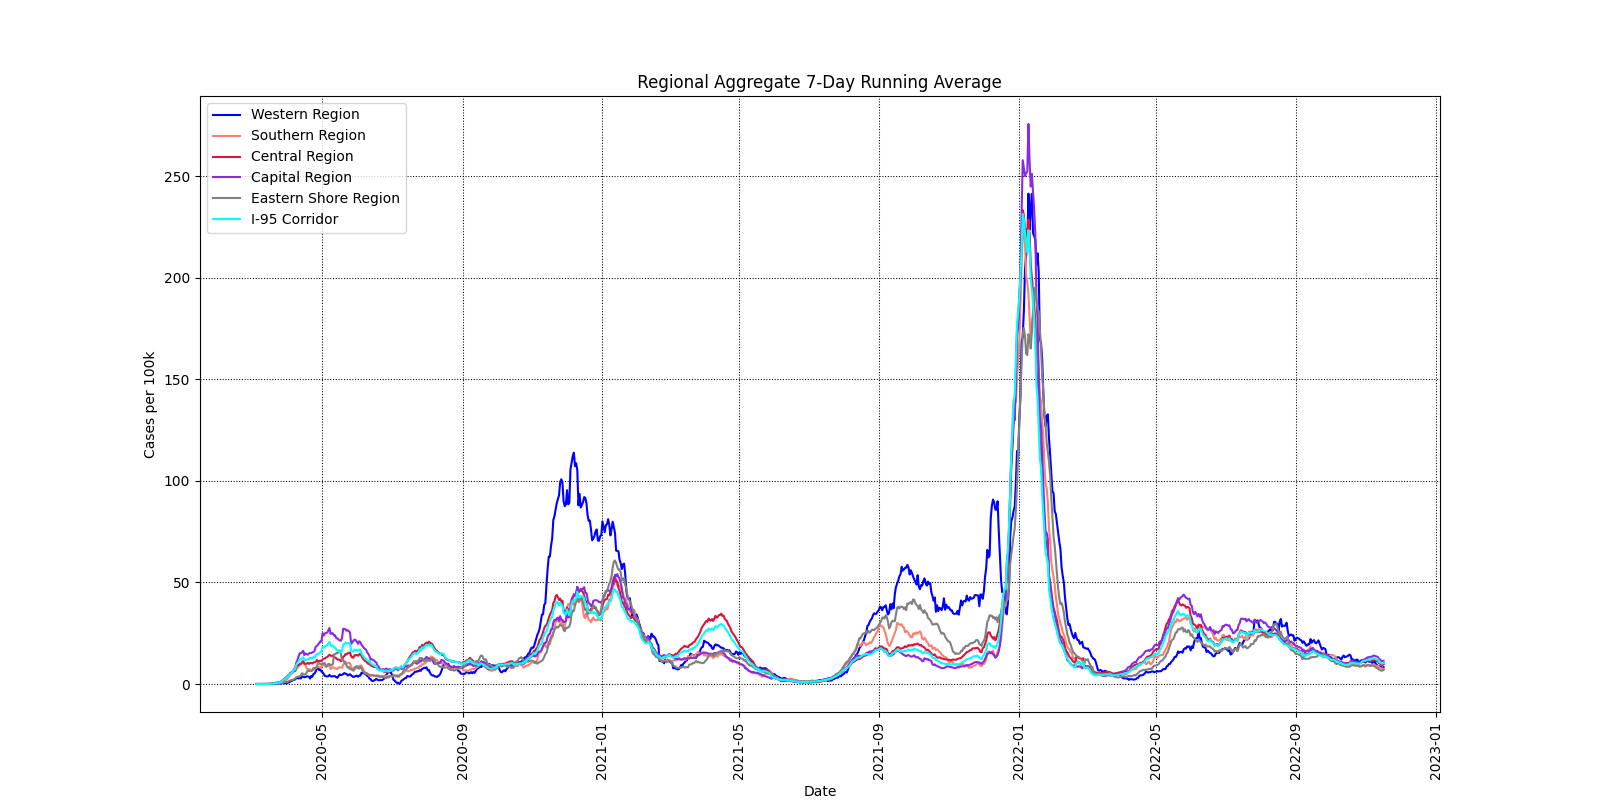 Regional Aggregate 7-Day Running Average
Western Region
Southern Region
Central Region
Capital Region
Eastern Shore Region
I-95 Corridor
Cases per 100k
250
200
150
100
50
0
2020-05
2020-09
2021-01
2021-05
2021-09
2022-01
2022-05
2022-09
2023-01
Date